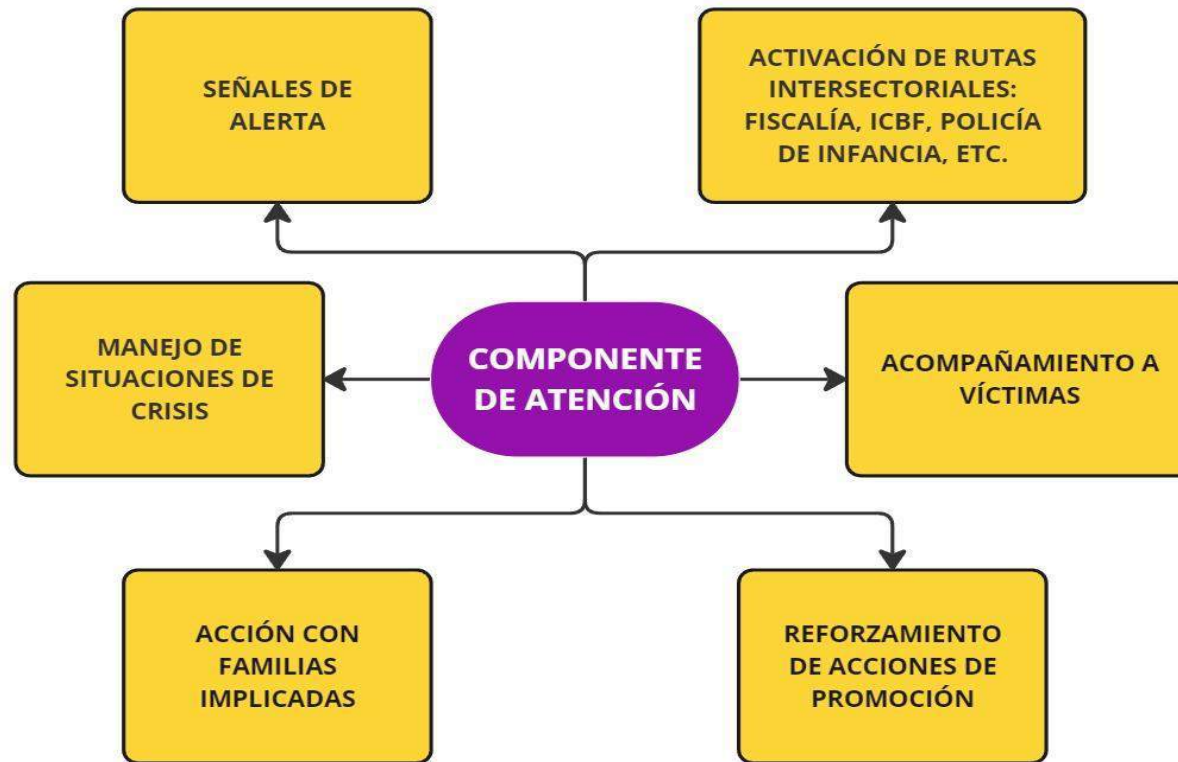 SEÑALES DE
ALERTA
ACTIVACIÓN DE RUTAS
INTERSECTORIALES:
FISCALÍA, ICBF, POLICÍA
DE INFANCIA, ETC.
MANEJO DE
SITUACIONES DE
CRISIS
COMPONENTE
DE ATENCIÓN
ACOMPAÑAMIENTO A
VÍCTIMAS
ACCIÓN CON
FAMILIAS
IMPLICADAS
REFORZAMIENTO
DE ACCIONES DE
PROMOCIÓN